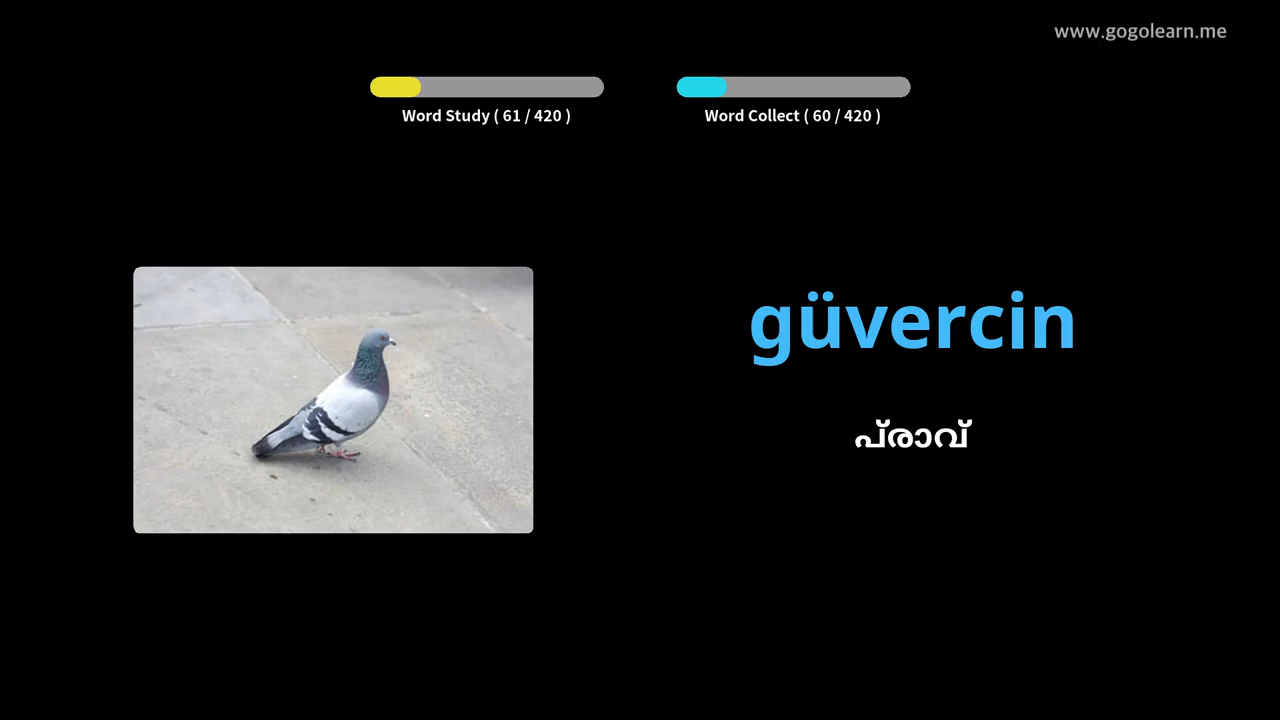 www.gogolearn.me
Word Study ( 61 / 420 )
Word Collect ( 60 / 420 )
güvercin
പ്രാവ്